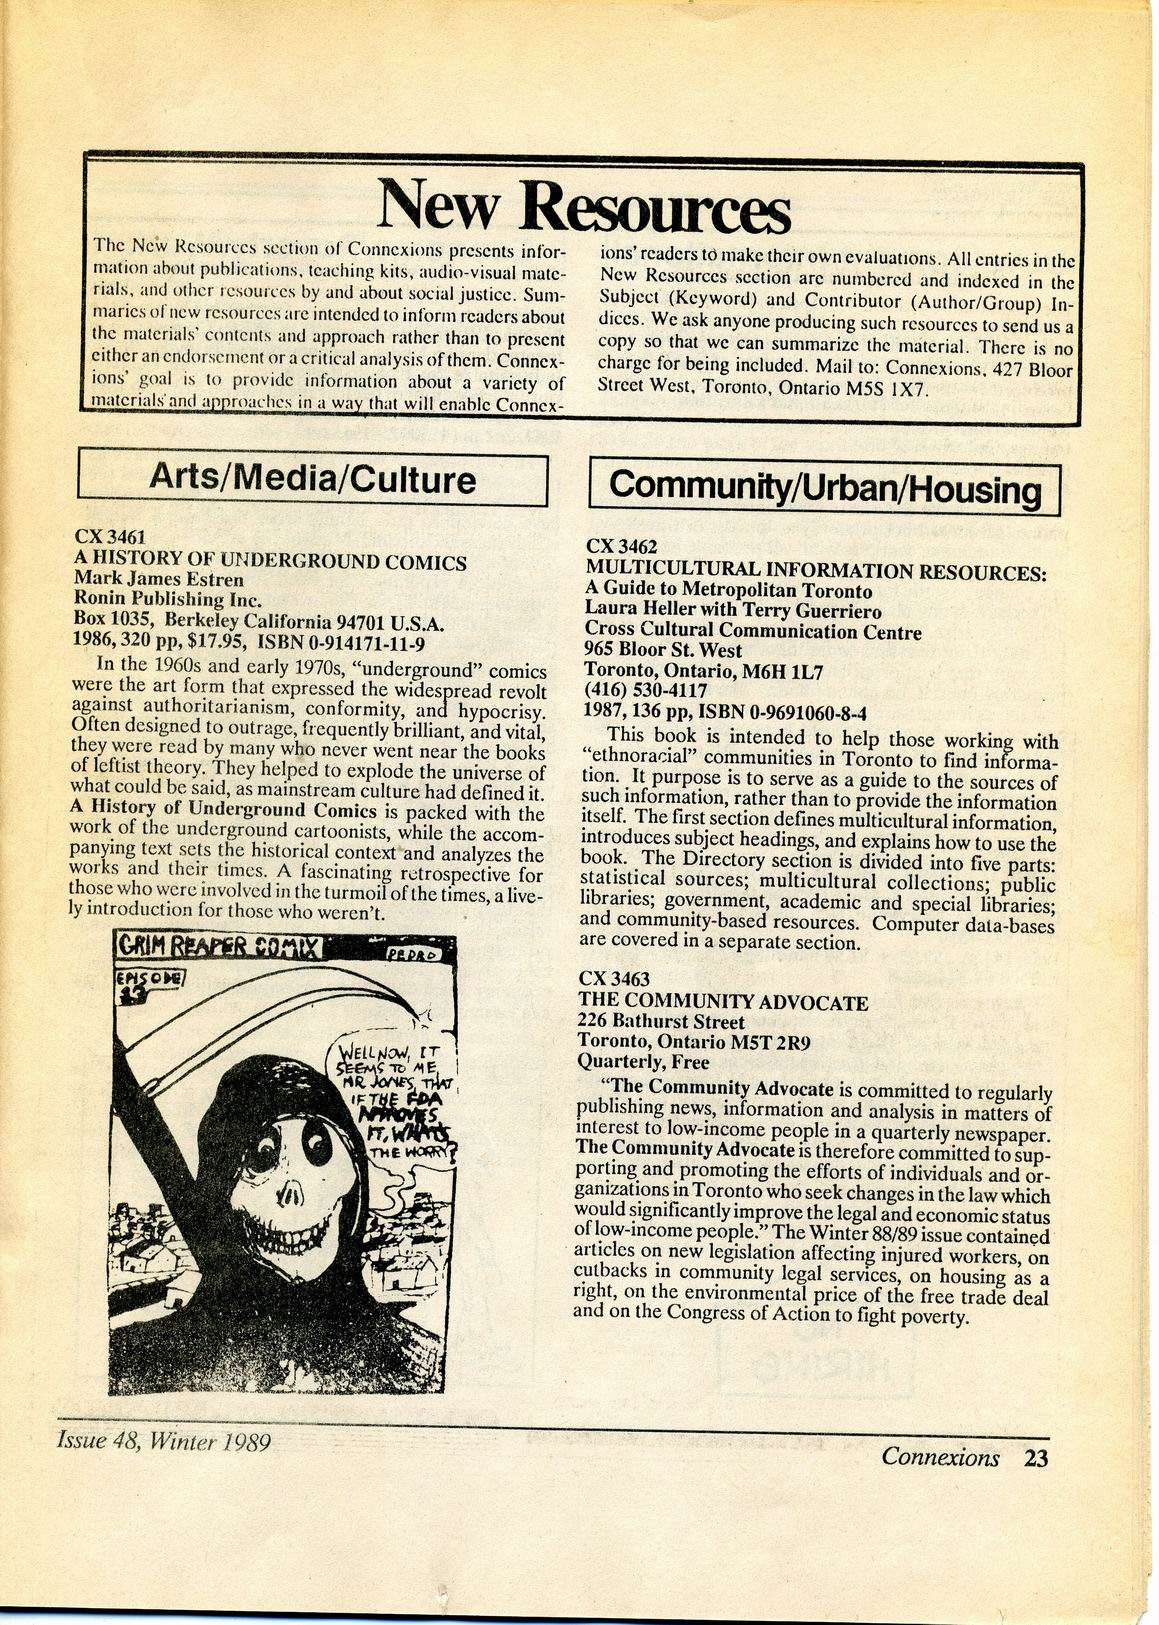 New Resources
The New Resources section of Connexions presents infor-
mation about publications, teaching kits, audio-visual mate-
rials, and other resources by and about social justice. Sum-
maries of new resources are intended to inform readers about
the materials' contents and approach rather than to present
either an endorsement or a critical analysis of them. Connex-
ions' goal is to provide information about a variety of
materials and approaches in a way that will enable Connex-
ions' readers to make their own evaluations. All entries in the
New Resources section are numbered and indexed in the
Subject (Keyword) and Contributor (Author/Group) In-
dices. We ask anyone producing such resources to send us a
copy so that we can summarize the material. There is no
charge for being included. Mail to: Connexions, 427 Bloor
Street West, Toronto, Ontario M5S 1X7.
Arts/Media/Culture
CX 3461
A HISTORY OF UNDERGROUND COMICS
Mark James Estren
Ronin Publishing Inc.
Box 1035, Berkeley California 94701 U.S.A.
1986, 320 pp, $17.95, ISBN 0-914171-11-9
In the 1960s and early 1970s, "underground" comics
were the art form that expressed the widespread revolt
against authoritarianism, conformity, and hypocrisy.
Often designed to outrage, frequently brilliant, and vital,
they were read by many who never went near the books
of leftist theory. They helped to explode the universe of
what could be said, as mainstream culture had defined it.
A History of Underground Comics is packed with the
work of the underground cartoonists, while the accom-
panying text sets the historical context and analyzes the
works and their times. A fascinating retrospective for
those who were involved in the turmoil of the times, a live-
ly introduction for those who weren't.
GRIM REAPER COMIX
PEDRO
EPISODE
13
WELL NOW, IT
SEEMS TO ME,
MR JONES, THAT
IF THE FDA
APPROVES
IT, WHATS
THE WORRY?
Community/Urban/Housing
CX 3462
MULTICULTURAL INFORMATION RESOURCES:
A Guide to Metropolitan Toronto
Laura Heller with Terry Guerriero
Cross Cultural Communication Centre
965 Bloor St. West
Toronto, Ontario, M6H 1L7
(416) 530-4117
1987, 136 pp, ISBN 0-9691060-8-4
This book is intended to help those working with
"ethnoracial" communities in Toronto to find informa-
tion. It purpose is to serve as a guide to the sources of
such information, rather than to provide the information
itself. The first section defines multicultural information,
introduces subject headings, and explains how to use the
book. The Directory section is divided into five parts:
statistical sources; multicultural collections; public
libraries; government, academic and special libraries;
and community-based resources. Computer data-bases
are covered in a separate section.
CX 3463
THE COMMUNITY ADVOCATE
226 Bathurst Street
Toronto, Ontario M5T 2R9
Quarterly, Free
"The Community Advocate is committed to regularly
publishing news, information and analysis in matters of
interest to low-income people in a quarterly newspaper.
The Community Advocate is therefore committed to sup-
porting and promoting the efforts of individuals and or-
ganizations in Toronto who seek changes in the law which
would significantly improve the legal and economic status
of low-income people." The Winter 88/89 issue contained
articles on new legislation affecting injured workers, on
cutbacks in community legal services, on housing as a
right, on the environmental price of the free trade deal
and on the Congress of Action to fight poverty.
Issue 48, Winter 1989
Connexions 23